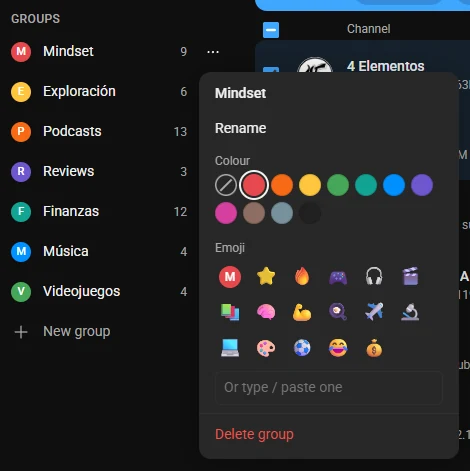 GROUPS
M Mindset 9 ...
E Exploración 6
P Podcasts 13
R Reviews 3
F Finanzas 12
M Música 4
V Videojuegos 4
+ New group
Channel
4 Elementos
Mindset
Rename
Colour
Emoji
M
Or type / paste one
Delete group